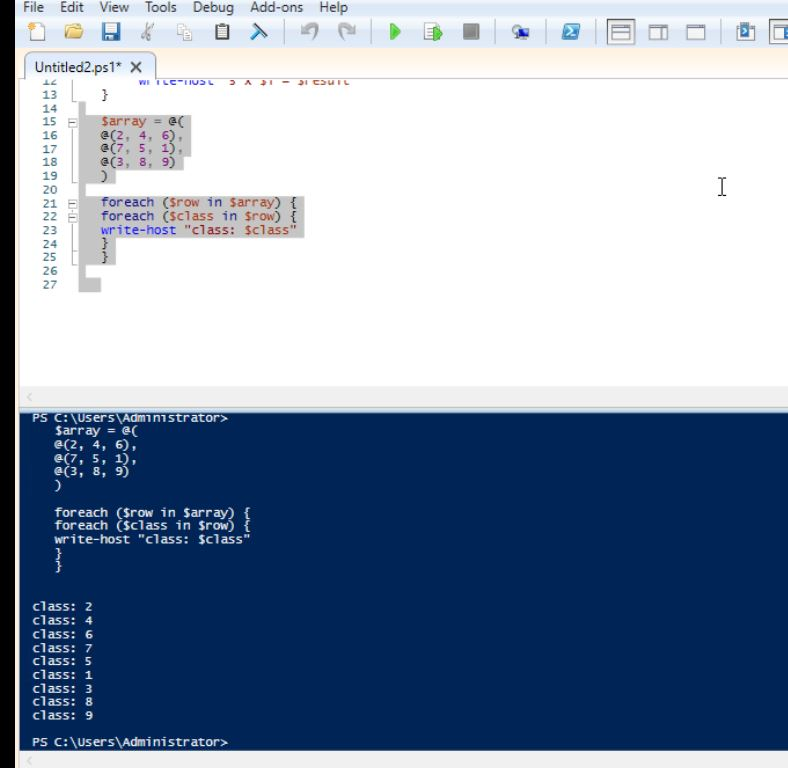 File Edit View Tools Debug Add-ons Help
Untitled2.ps1* X
12
13 }
14
15 $array = @(
16 @(2, 4, 6),
17 @(7, 5, 1),
18 @(3, 8, 9)
19 )
20
21 foreach ($row in $array) {
22 foreach ($class in $row) {
23 write-host "class: $class"
24 }
25 }
26
27
PS C:\Users\Administrator>
$array = @(
@(2, 4, 6),
@(7, 5, 1),
@(3, 8, 9)
)
foreach ($row in $array) {
foreach ($class in $row) {
write-host "class: $class"
}
}
class: 2
class: 4
class: 6
class: 7
class: 5
class: 1
class: 3
class: 8
class: 9
PS C:\Users\Administrator>